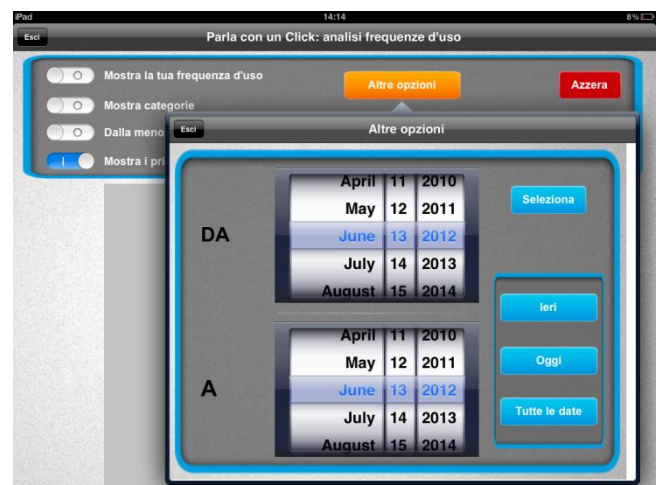 iPad 14:14 8%
Esci Parla con un Click: analisi frequenze d'uso
Mostra la tua frequenza d'uso
Altre opzioni
Azzera
Mostra categorie
Dalla meno
Mostra i pri
Esci Altre opzioni
DA
April 11 2010
May 12 2011
June 13 2012
July 14 2013
August 15 2014
Seleziona
A
April 11 2010
May 12 2011
June 13 2012
July 14 2013
August 15 2014
Ieri
Oggi
Tutte le date